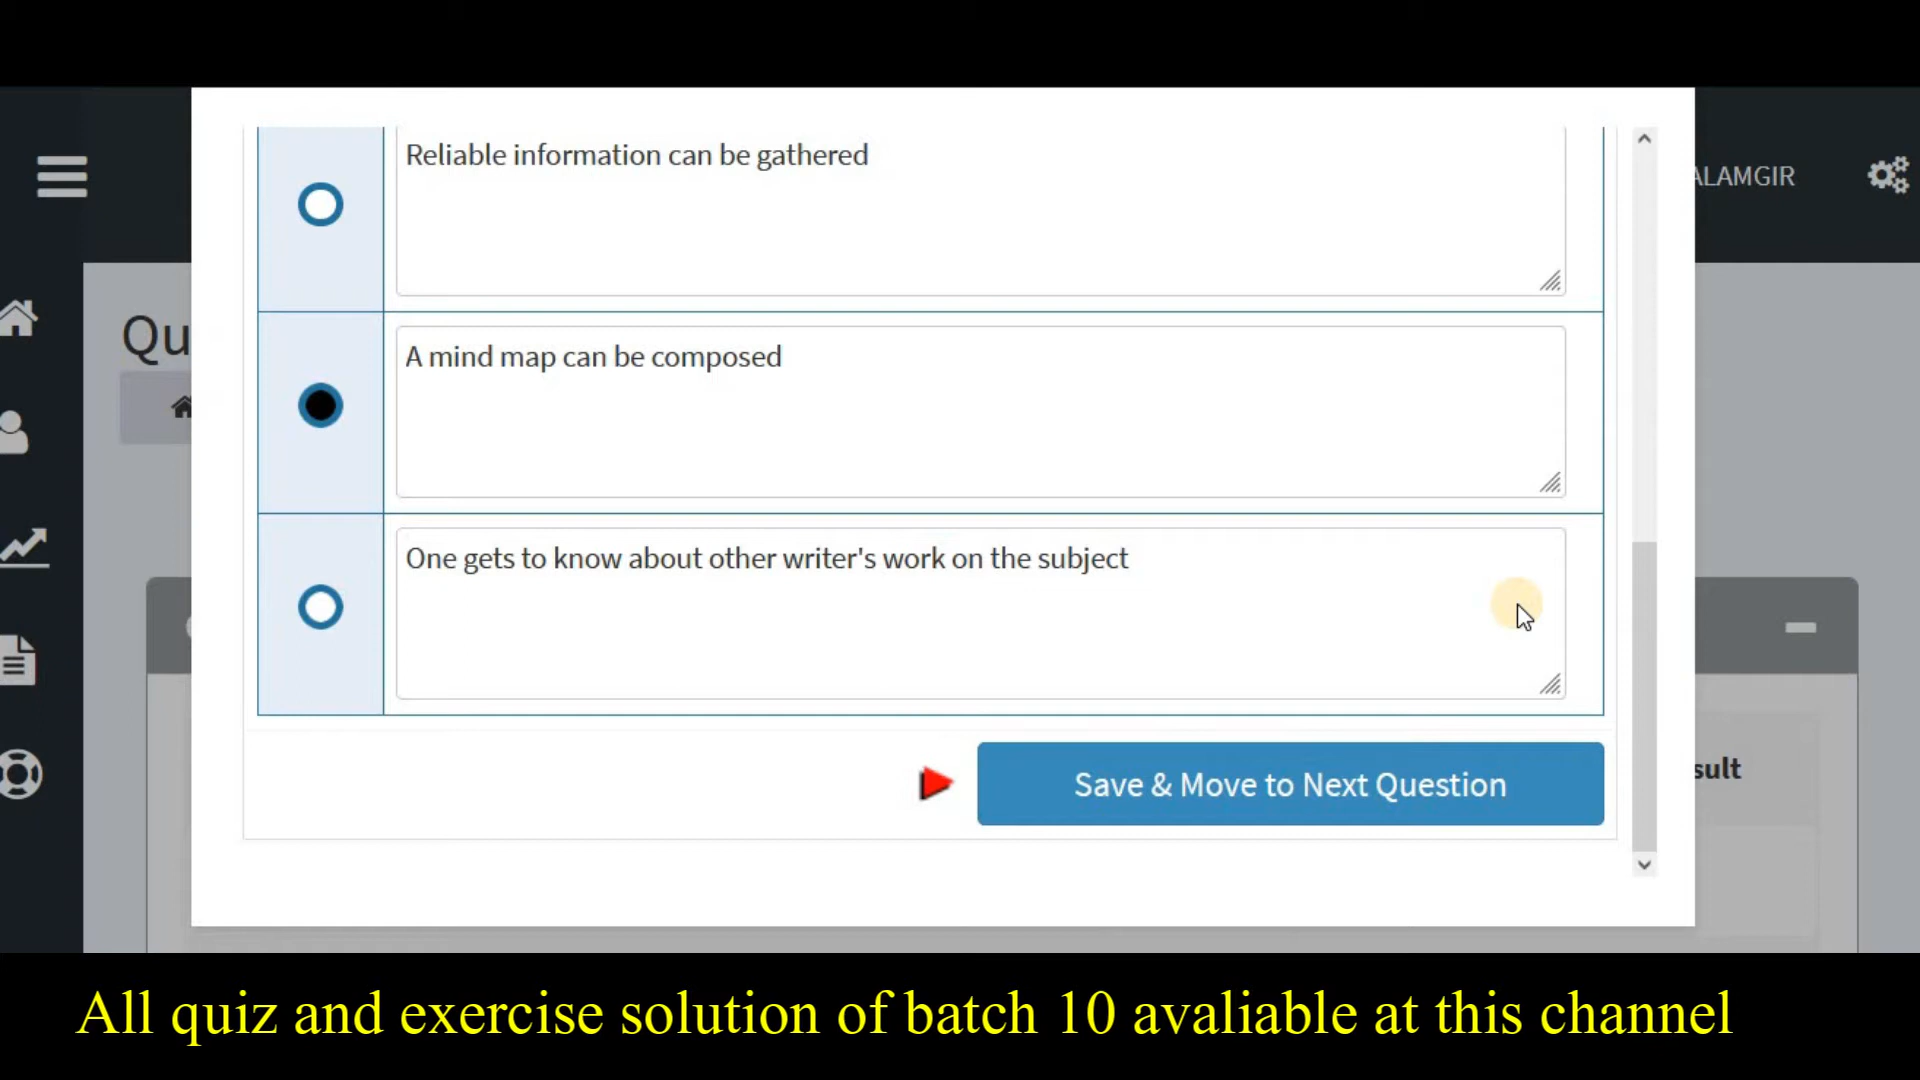 Reliable information can be gathered
ALAMGIR
Qu
A mind map can be composed
One gets to know about other writer's work on the subject
sult
Save & Move to Next Question
All quiz and exercise solution of batch 10 avaliable at this channel